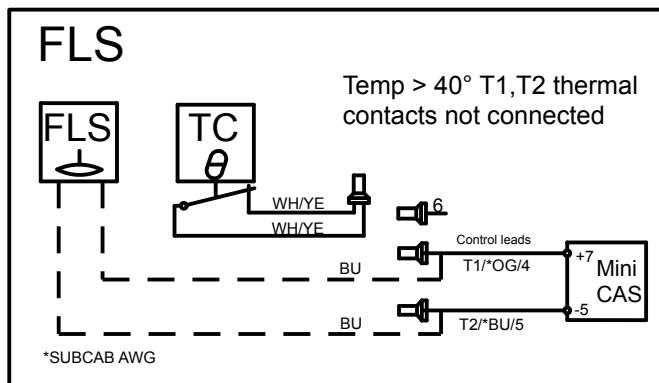 FLS
Temp > 40° T1,T2 thermal
contacts not connected
FLS
TC
WH/YE
WH/YE
6
Control leads
BU
T1/*OG/4
+7
Mini
CAS
BU
T2/*BU/5
-5
*SUBCAB AWG